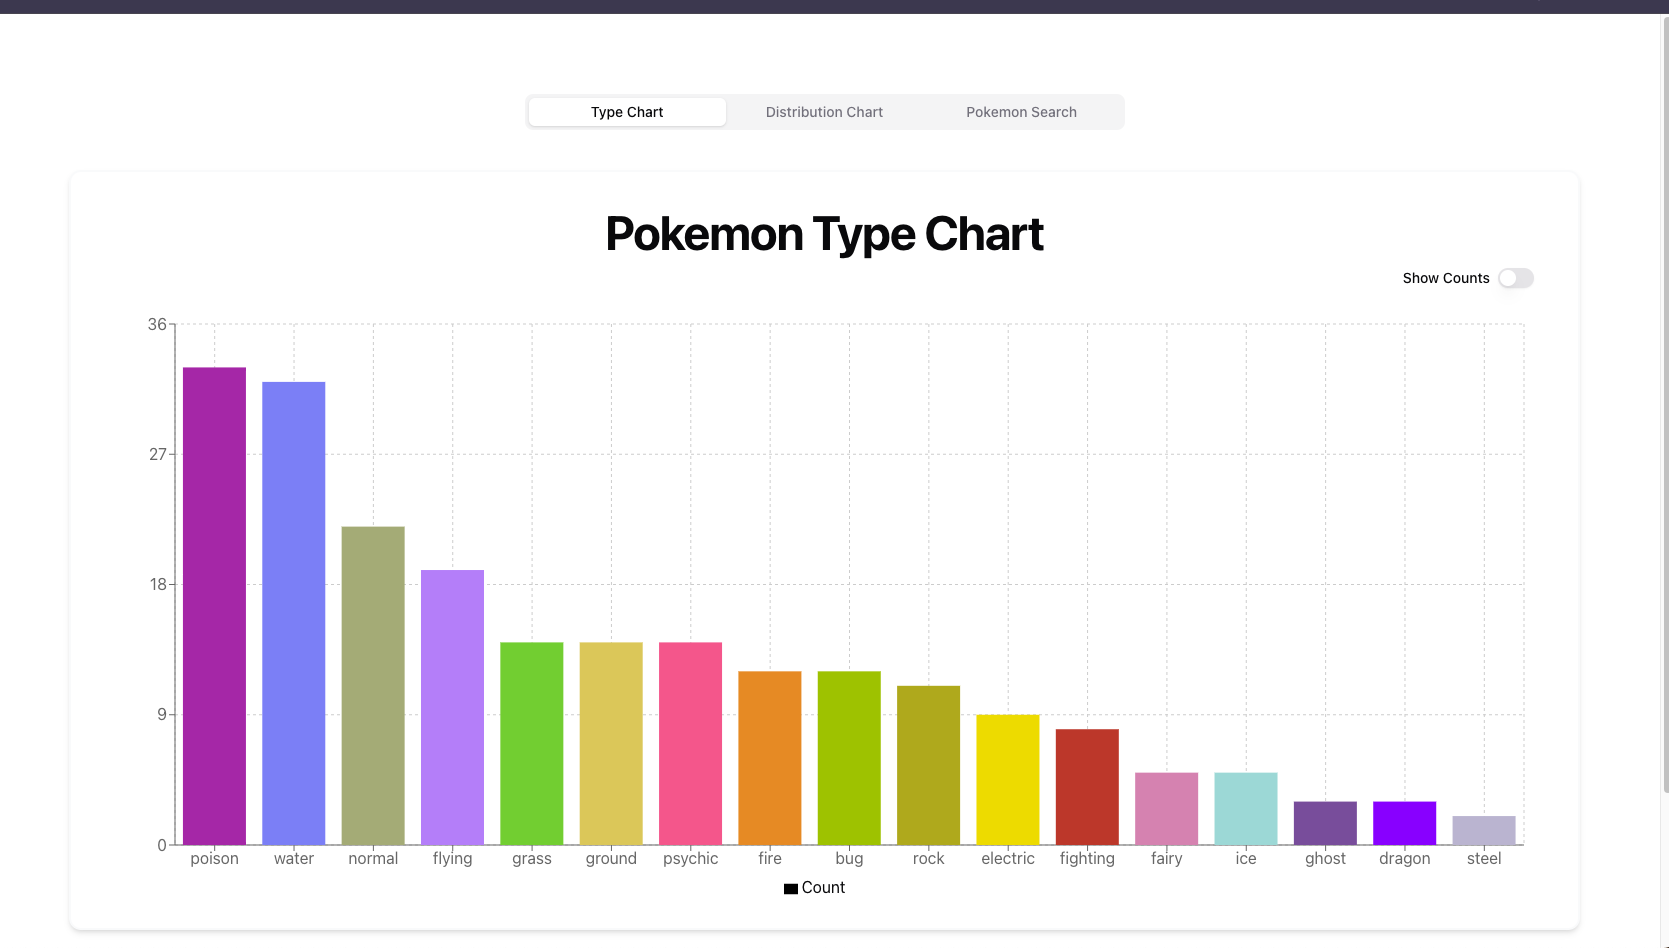 Type Chart Distribution Chart Pokemon Search
Pokemon Type Chart
Show Counts
36
27
18
9
0
poison water normal flying grass ground psychic fire bug rock electric fighting fairy ice ghost dragon steel
Count